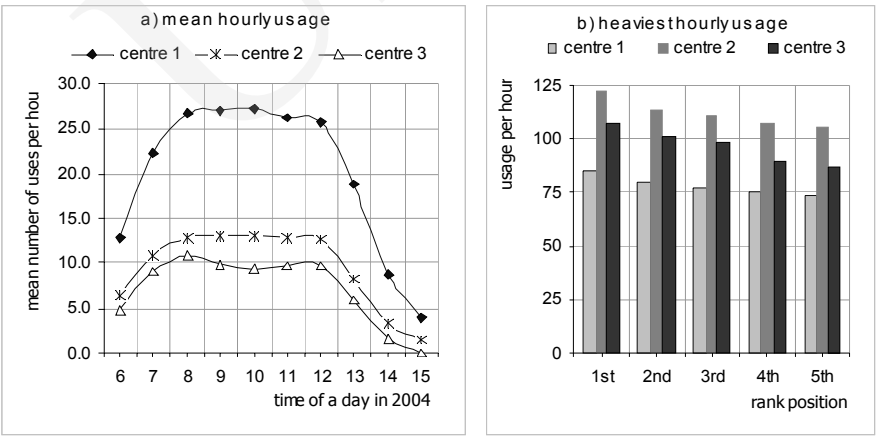 a) mean hourly usage
centre 1 centre 2 centre 3
mean number of uses per hou
30.0
25.0
20.0
15.0
10.0
5.0
0.0
6 7 8 9 10 11 12 13 14 15
time of a day in 2004
b) heaviest hourly usage
centre 1 centre 2 centre 3
usage per hour
125
100
75
50
25
0
1st 2nd 3rd 4th 5th
rank position